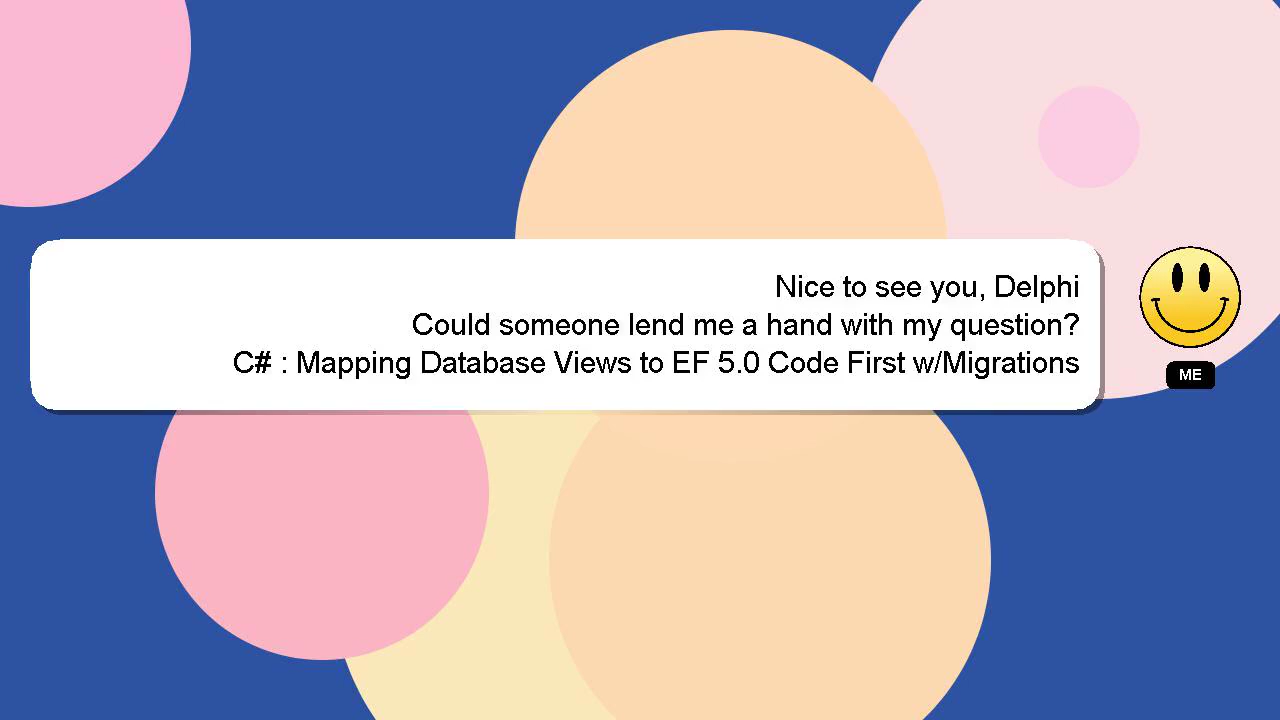 Nice to see you, Delphi
Could someone lend me a hand with my question?
C# : Mapping Database Views to EF 5.0 Code First w/Migrations
ME